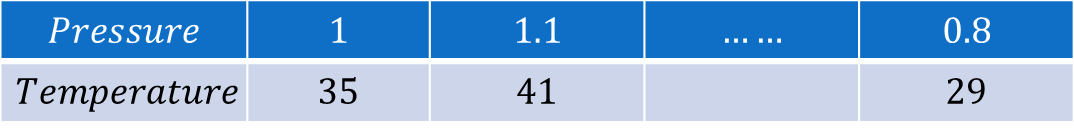 Pressure 1 1.1 ... ... 0.8
Temperature 35 41 29